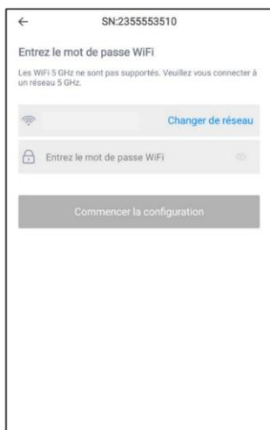 SN:2355553510
Entrez le mot de passe WiFi
Les WiFi 5 GHz ne sont pas supportés. Veuillez vous connecter à
un réseau 5 GHz.
Changer de réseau
Entrez le mot de passe WiFi
Commencer la configuration